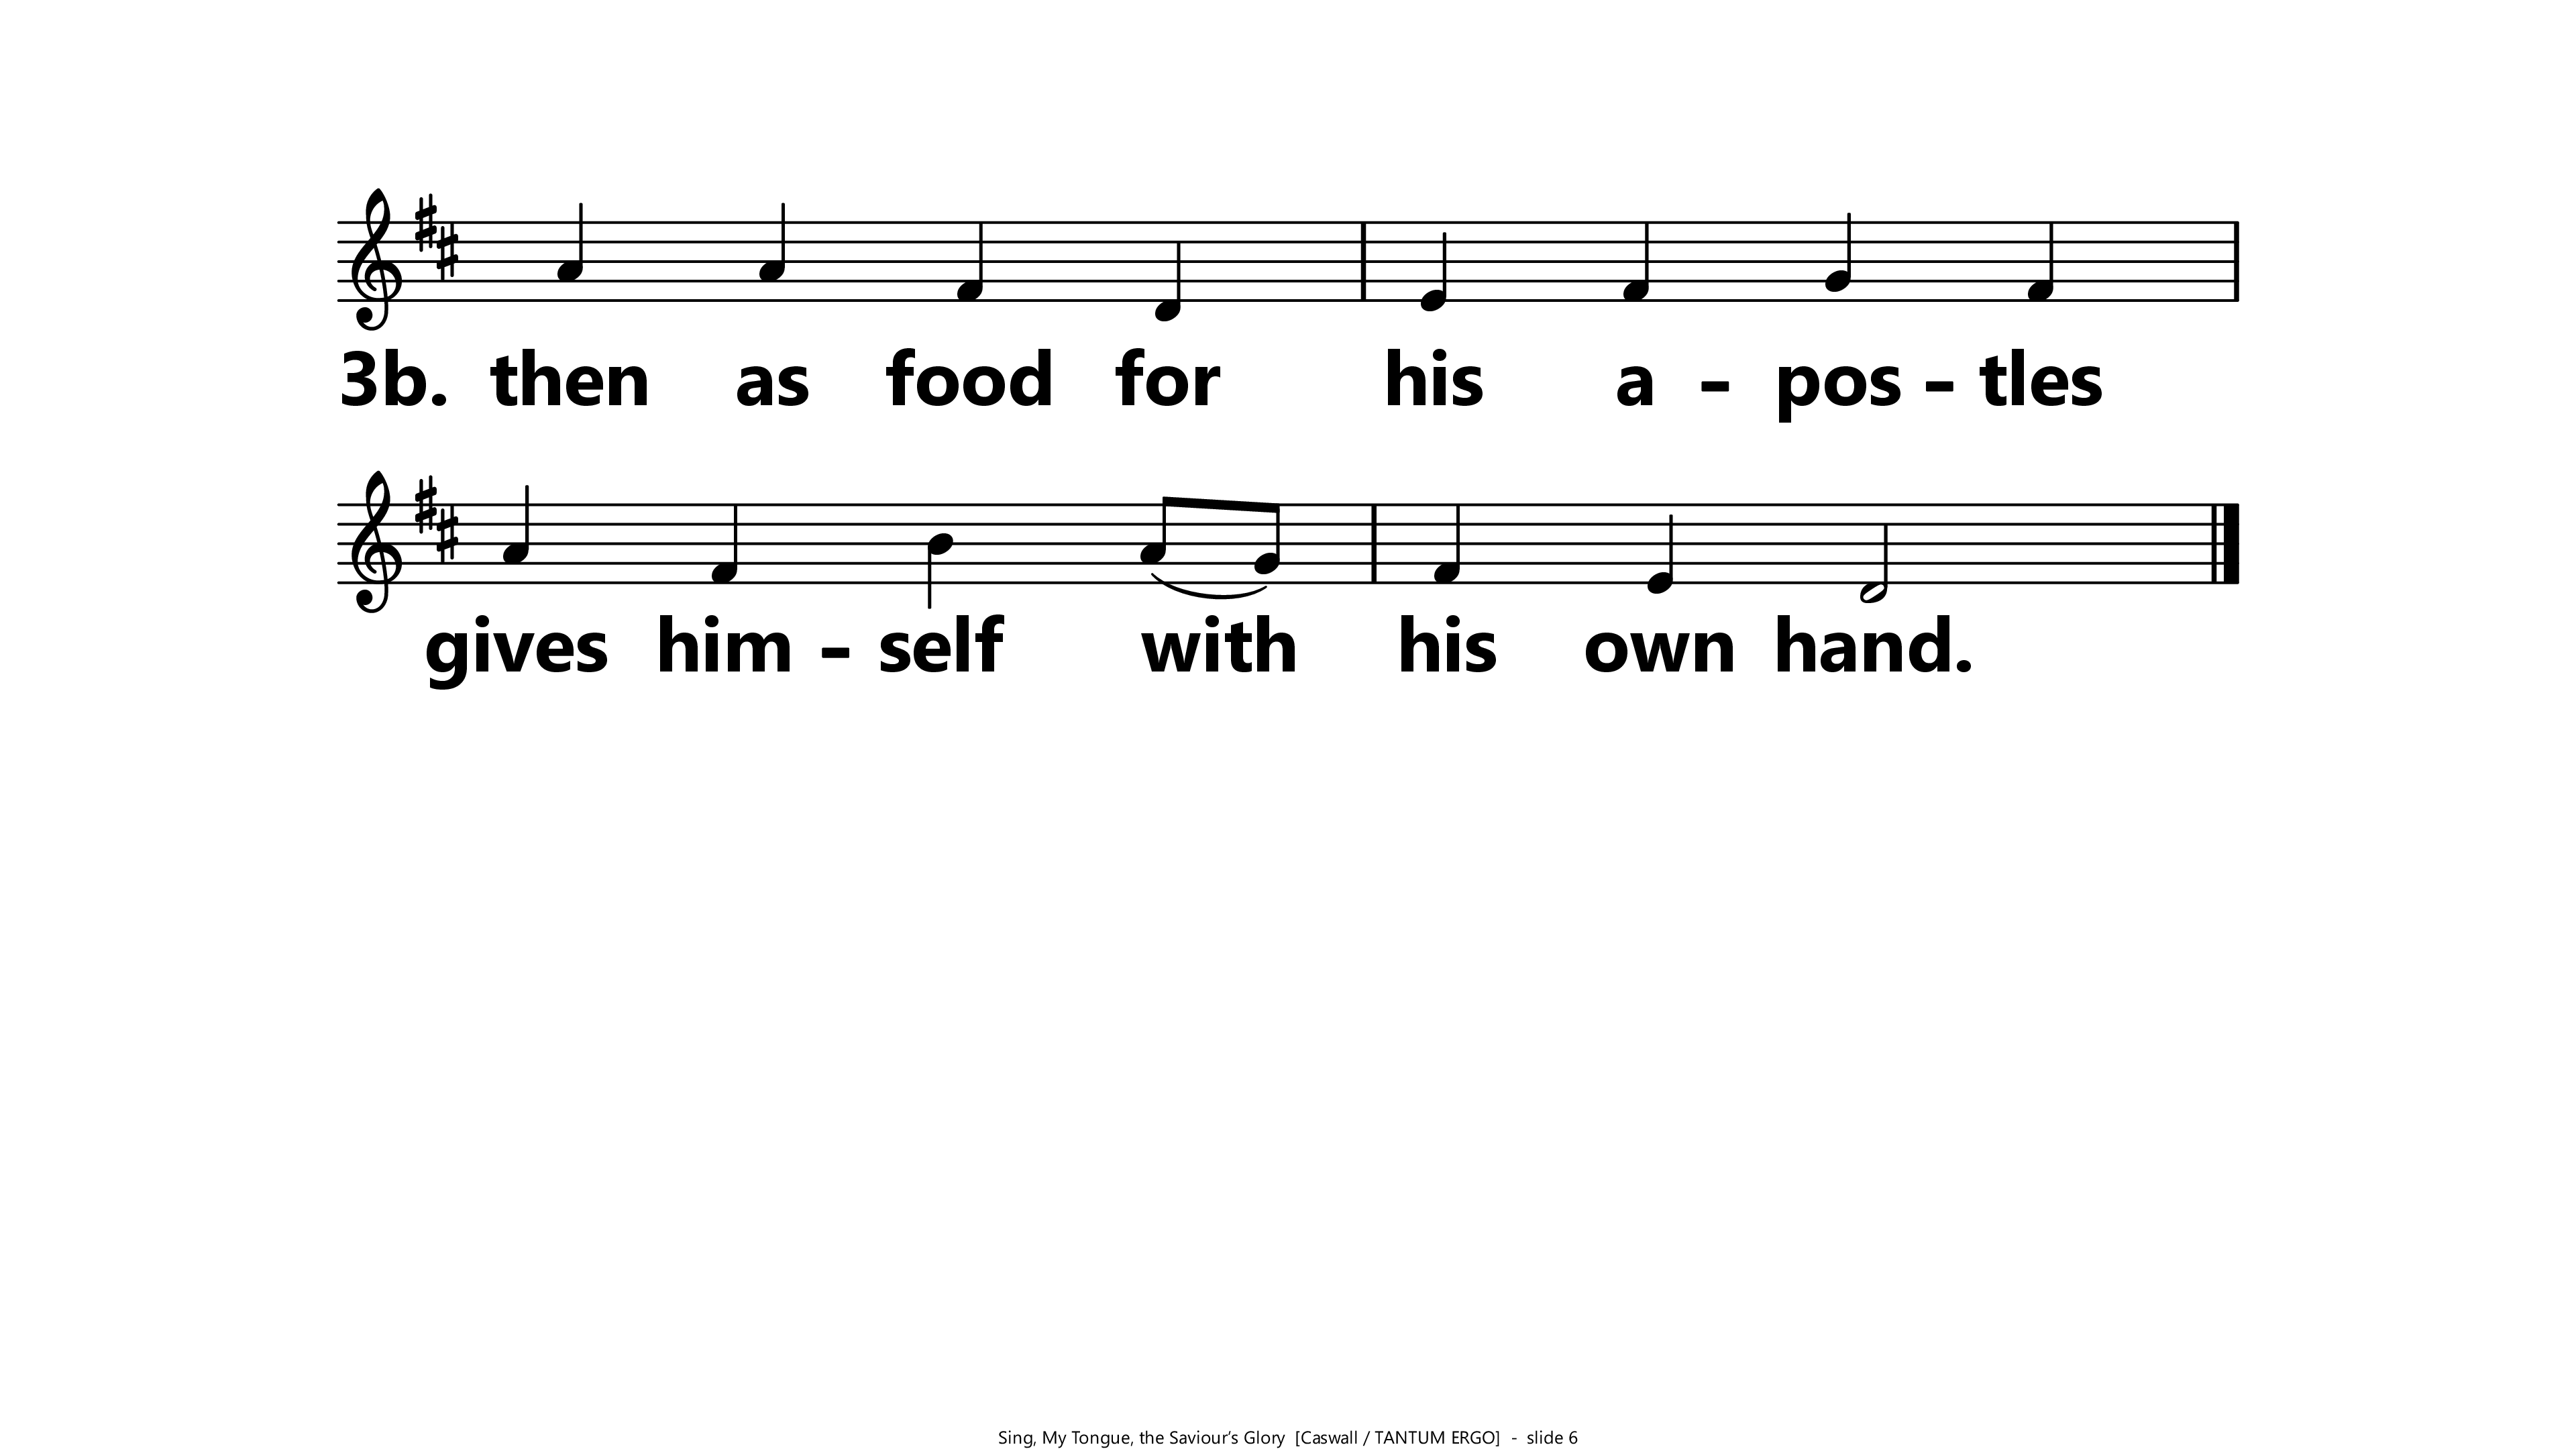 3b. then as food for his a - pos - tles
gives him - self with his own hand.
Sing, My Tongue, the Saviour’s Glory [Caswall / TANTUM ERGO] - slide 6